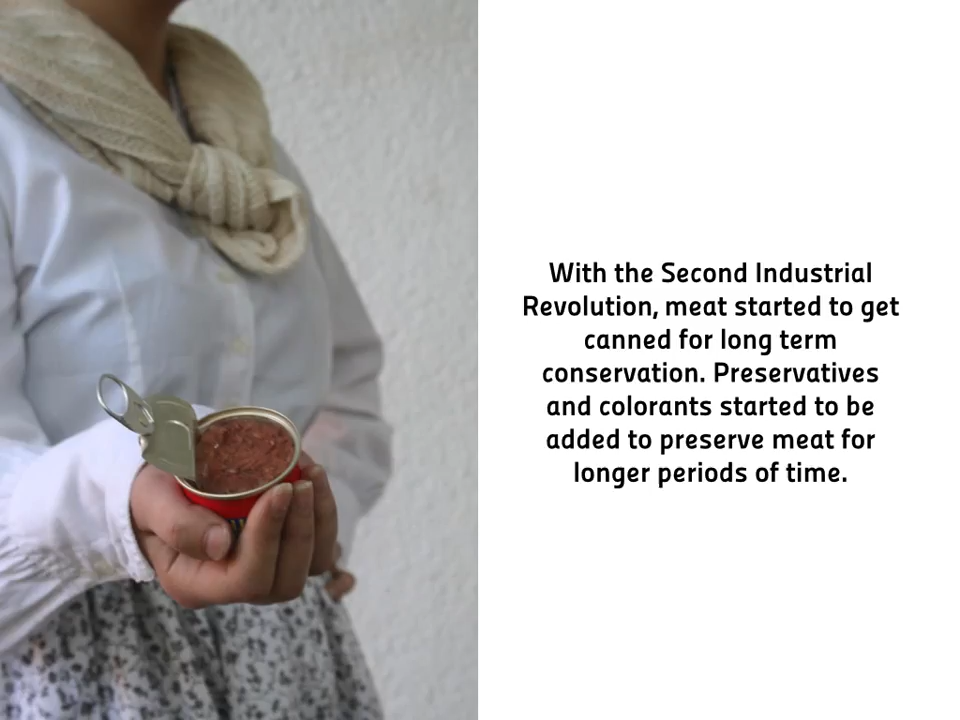 With the Second Industrial
Revolution, meat started to get
canned for long term
conservation. Preservatives
and colorants started to be
added to preserve meat for
longer periods of time.